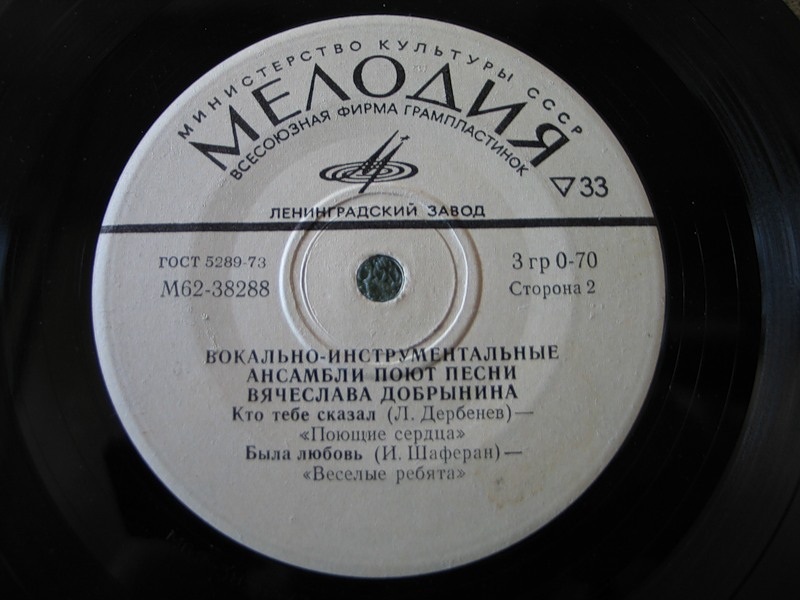 МИНИСТЕРСТВО КУЛЬТУРЫ СССР
МЕЛОДИЯ
ВСЕСОЮЗНАЯ ФИРМА ГРАМПЛАСТИНОК
33
ЛЕНИНГРАДСКИЙ ЗАВОД
ГОСТ 5289-73
3 гр 0-70
М62-38288
Сторона 2
ВОКАЛЬНО-ИНСТРУМЕНТАЛЬНЫЕ
АНСАМБЛИ ПОЮТ ПЕСНИ
ВЯЧЕСЛАВА ДОБРЫНИНА
Кто тебе сказал (Л. Дербенев)—
«Поющие сердца»
Была любовь (И. Шаферан)—
«Веселые ребята»